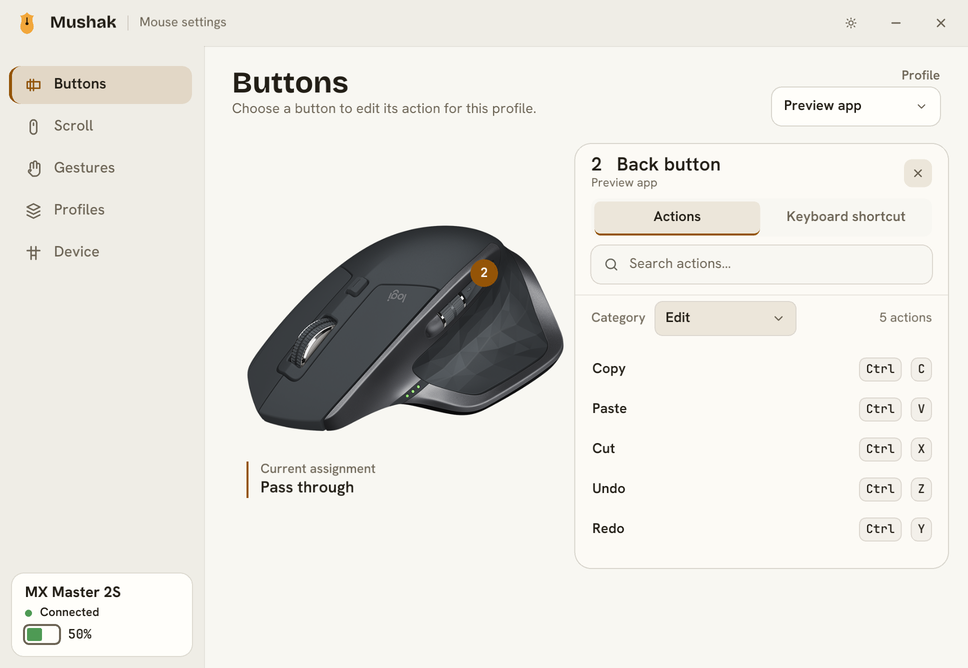 Mushak
Mouse settings
Buttons
Scroll
Gestures
Profiles
Device
MX Master 2S
Connected
50%
Buttons
Choose a button to edit its action for this profile.
Profile
Preview app
logi
2
Current assignment
Pass through
2 Back button
Preview app
Actions
Keyboard shortcut
Search actions...
Category
Edit
5 actions
Copy Ctrl C
Paste Ctrl V
Cut Ctrl X
Undo Ctrl Z
Redo Ctrl Y